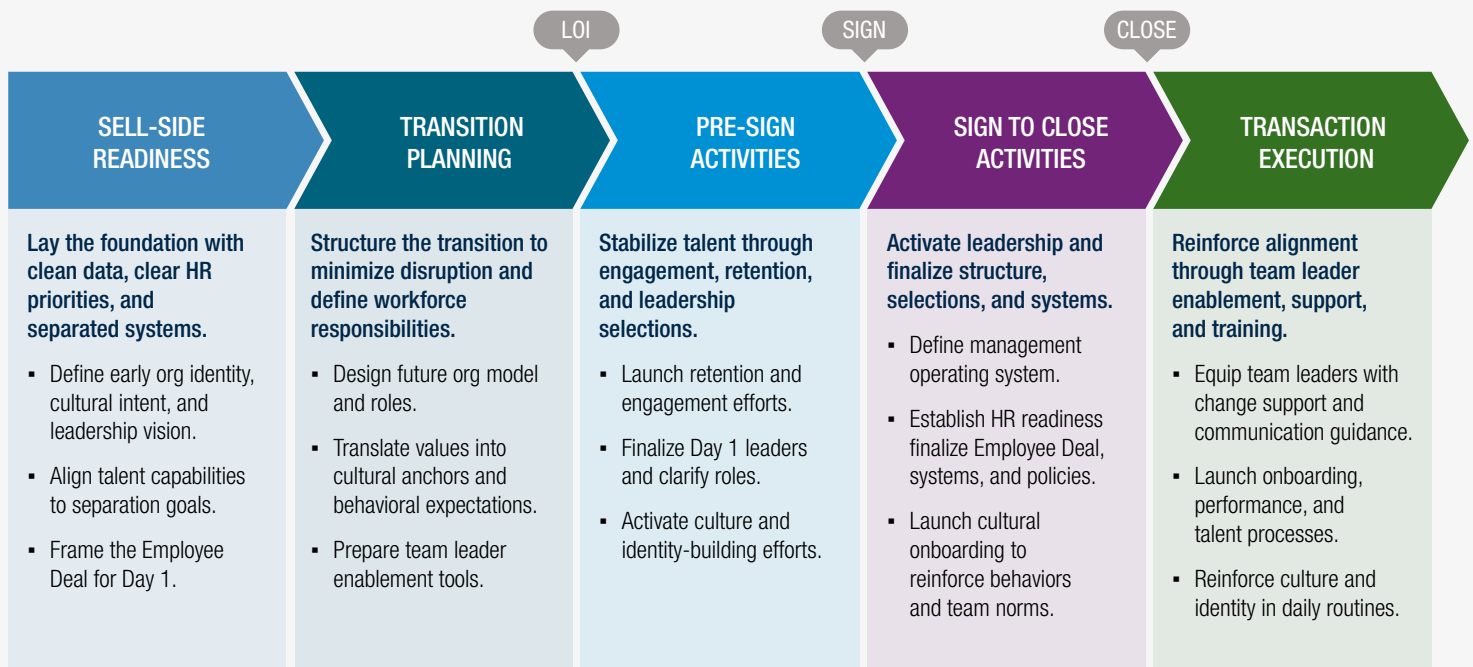 LOI
SIGN
CLOSE
SELL-SIDE
READINESS
TRANSITION
PLANNING
PRE-SIGN
ACTIVITIES
SIGN TO CLOSE
ACTIVITIES
TRANSACTION
EXECUTION
Lay the foundation with
clean data, clear HR
priorities, and
separated systems.
▪ Define early org identity,
cultural intent, and
leadership vision.
▪ Align talent capabilities
to separation goals.
▪ Frame the Employee
Deal for Day 1.
Structure the transition to
minimize disruption and
define workforce
responsibilities.
▪ Design future org model
and roles.
▪ Translate values into
cultural anchors and
behavioral expectations.
▪ Prepare team leader
enablement tools.
Stabilize talent through
engagement, retention,
and leadership
selections.
▪ Launch retention and
engagement efforts.
▪ Finalize Day 1 leaders
and clarify roles.
▪ Activate culture and
identity-building efforts.
Activate leadership and
finalize structure,
selections, and systems.
▪ Define management
operating system.
▪ Establish HR readiness
finalize Employee Deal,
systems, and policies.
▪ Launch cultural
onboarding to
reinforce behaviors
and team norms.
Reinforce alignment
through team leader
enablement, support,
and training.
▪ Equip team leaders with
change support and
communication guidance.
▪ Launch onboarding,
performance, and
talent processes.
▪ Reinforce culture and
identity in daily routines.